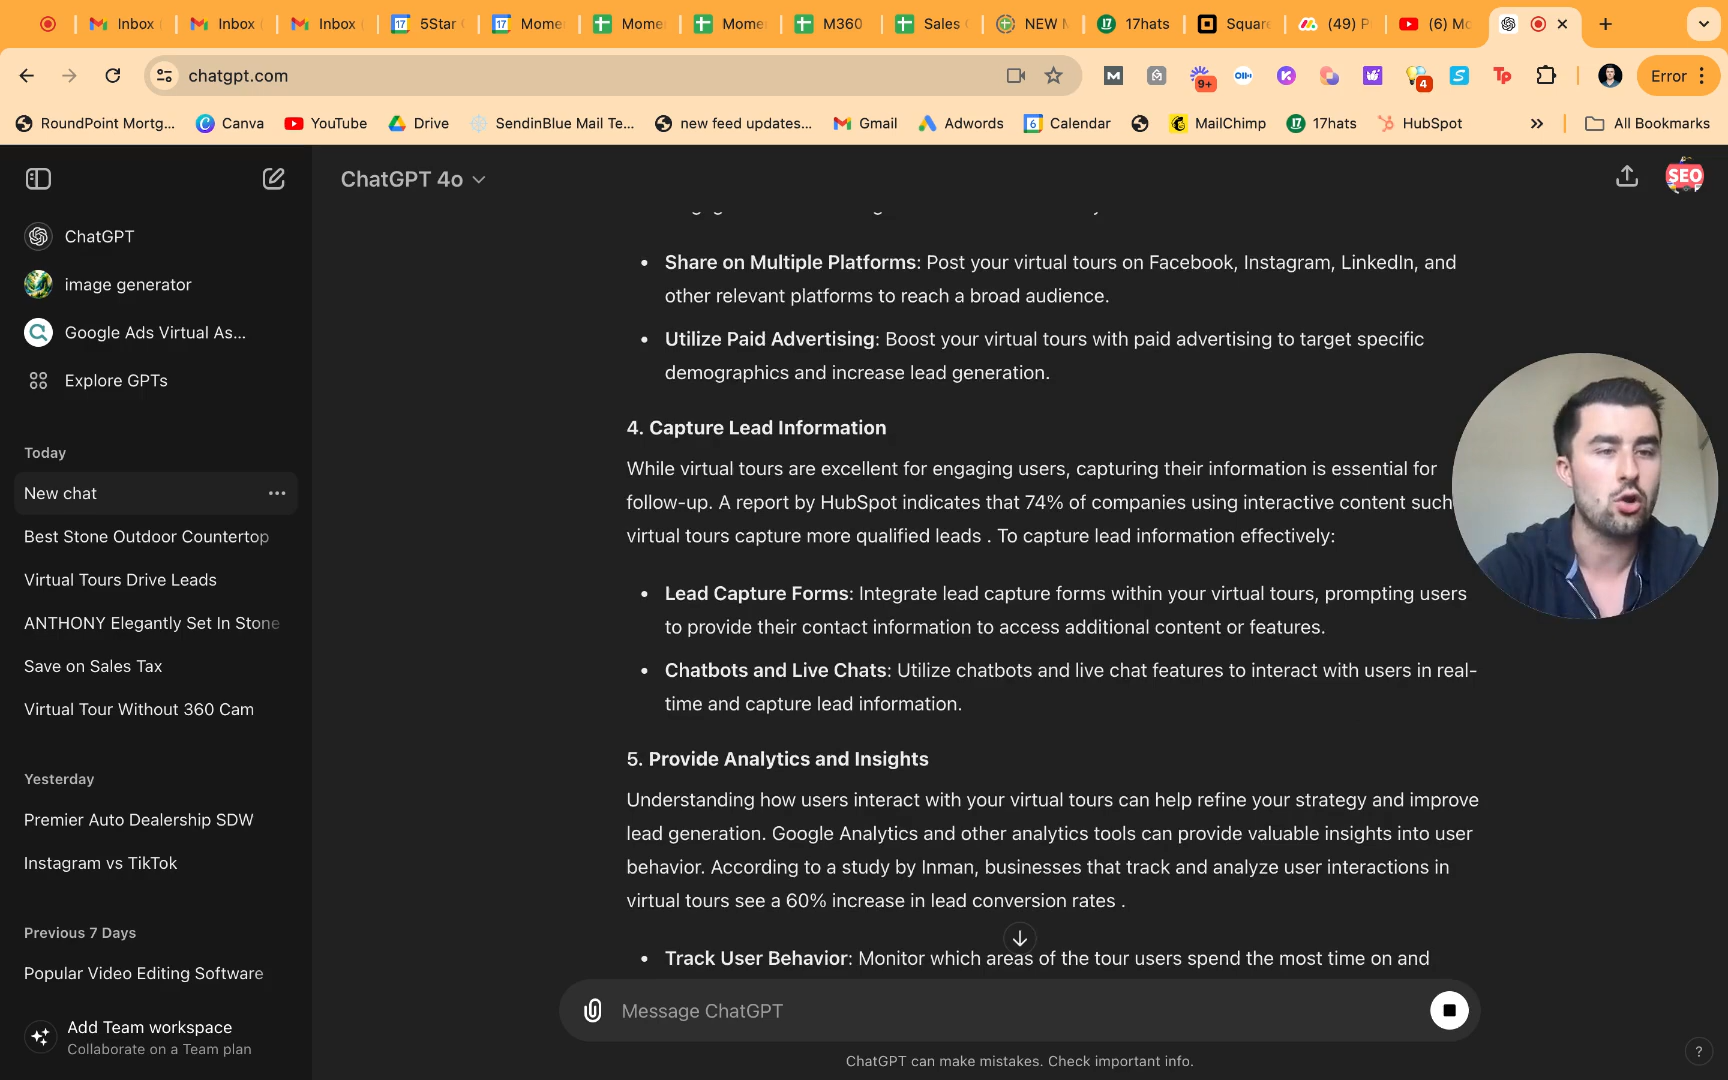 Inbox
Inbox
Inbox
5Star
Mome
Mome
Mome
M360
Sales
NEW
17hats
Square
(49) P
(6) Mo
chatgpt.com
9+
4
Error
RoundPoint Mortg...
Canva
YouTube
Drive
SendinBlue Mail Te...
new feed updates...
Gmail
Adwords
Calendar
MailChimp
17hats
HubSpot
All Bookmarks
ChatGPT 4o
SEO
ChatGPT
image generator
Google Ads Virtual As...
Explore GPTs
Today
New chat
Best Stone Outdoor Countertop
Virtual Tours Drive Leads
ANTHONY Elegantly Set In Stone
Save on Sales Tax
Virtual Tour Without 360 Cam
Yesterday
Premier Auto Dealership SDW
Instagram vs TikTok
Previous 7 Days
Popular Video Editing Software
Add Team workspace
Collaborate on a Team plan
• Share on Multiple Platforms: Post your virtual tours on Facebook, Instagram, LinkedIn, and
other relevant platforms to reach a broad audience.
• Utilize Paid Advertising: Boost your virtual tours with paid advertising to target specific
demographics and increase lead generation.
4. Capture Lead Information
While virtual tours are excellent for engaging users, capturing their information is essential for
follow-up. A report by HubSpot indicates that 74% of companies using interactive content such
virtual tours capture more qualified leads . To capture lead information effectively:
• Lead Capture Forms: Integrate lead capture forms within your virtual tours, prompting users
to provide their contact information to access additional content or features.
• Chatbots and Live Chats: Utilize chatbots and live chat features to interact with users in real-
time and capture lead information.
5. Provide Analytics and Insights
Understanding how users interact with your virtual tours can help refine your strategy and improve
lead generation. Google Analytics and other analytics tools can provide valuable insights into user
behavior. According to a study by Inman, businesses that track and analyze user interactions in
virtual tours see a 60% increase in lead conversion rates .
• Track User Behavior: Monitor which areas of the tour users spend the most time on and
Message ChatGPT
ChatGPT can make mistakes. Check important info.
?